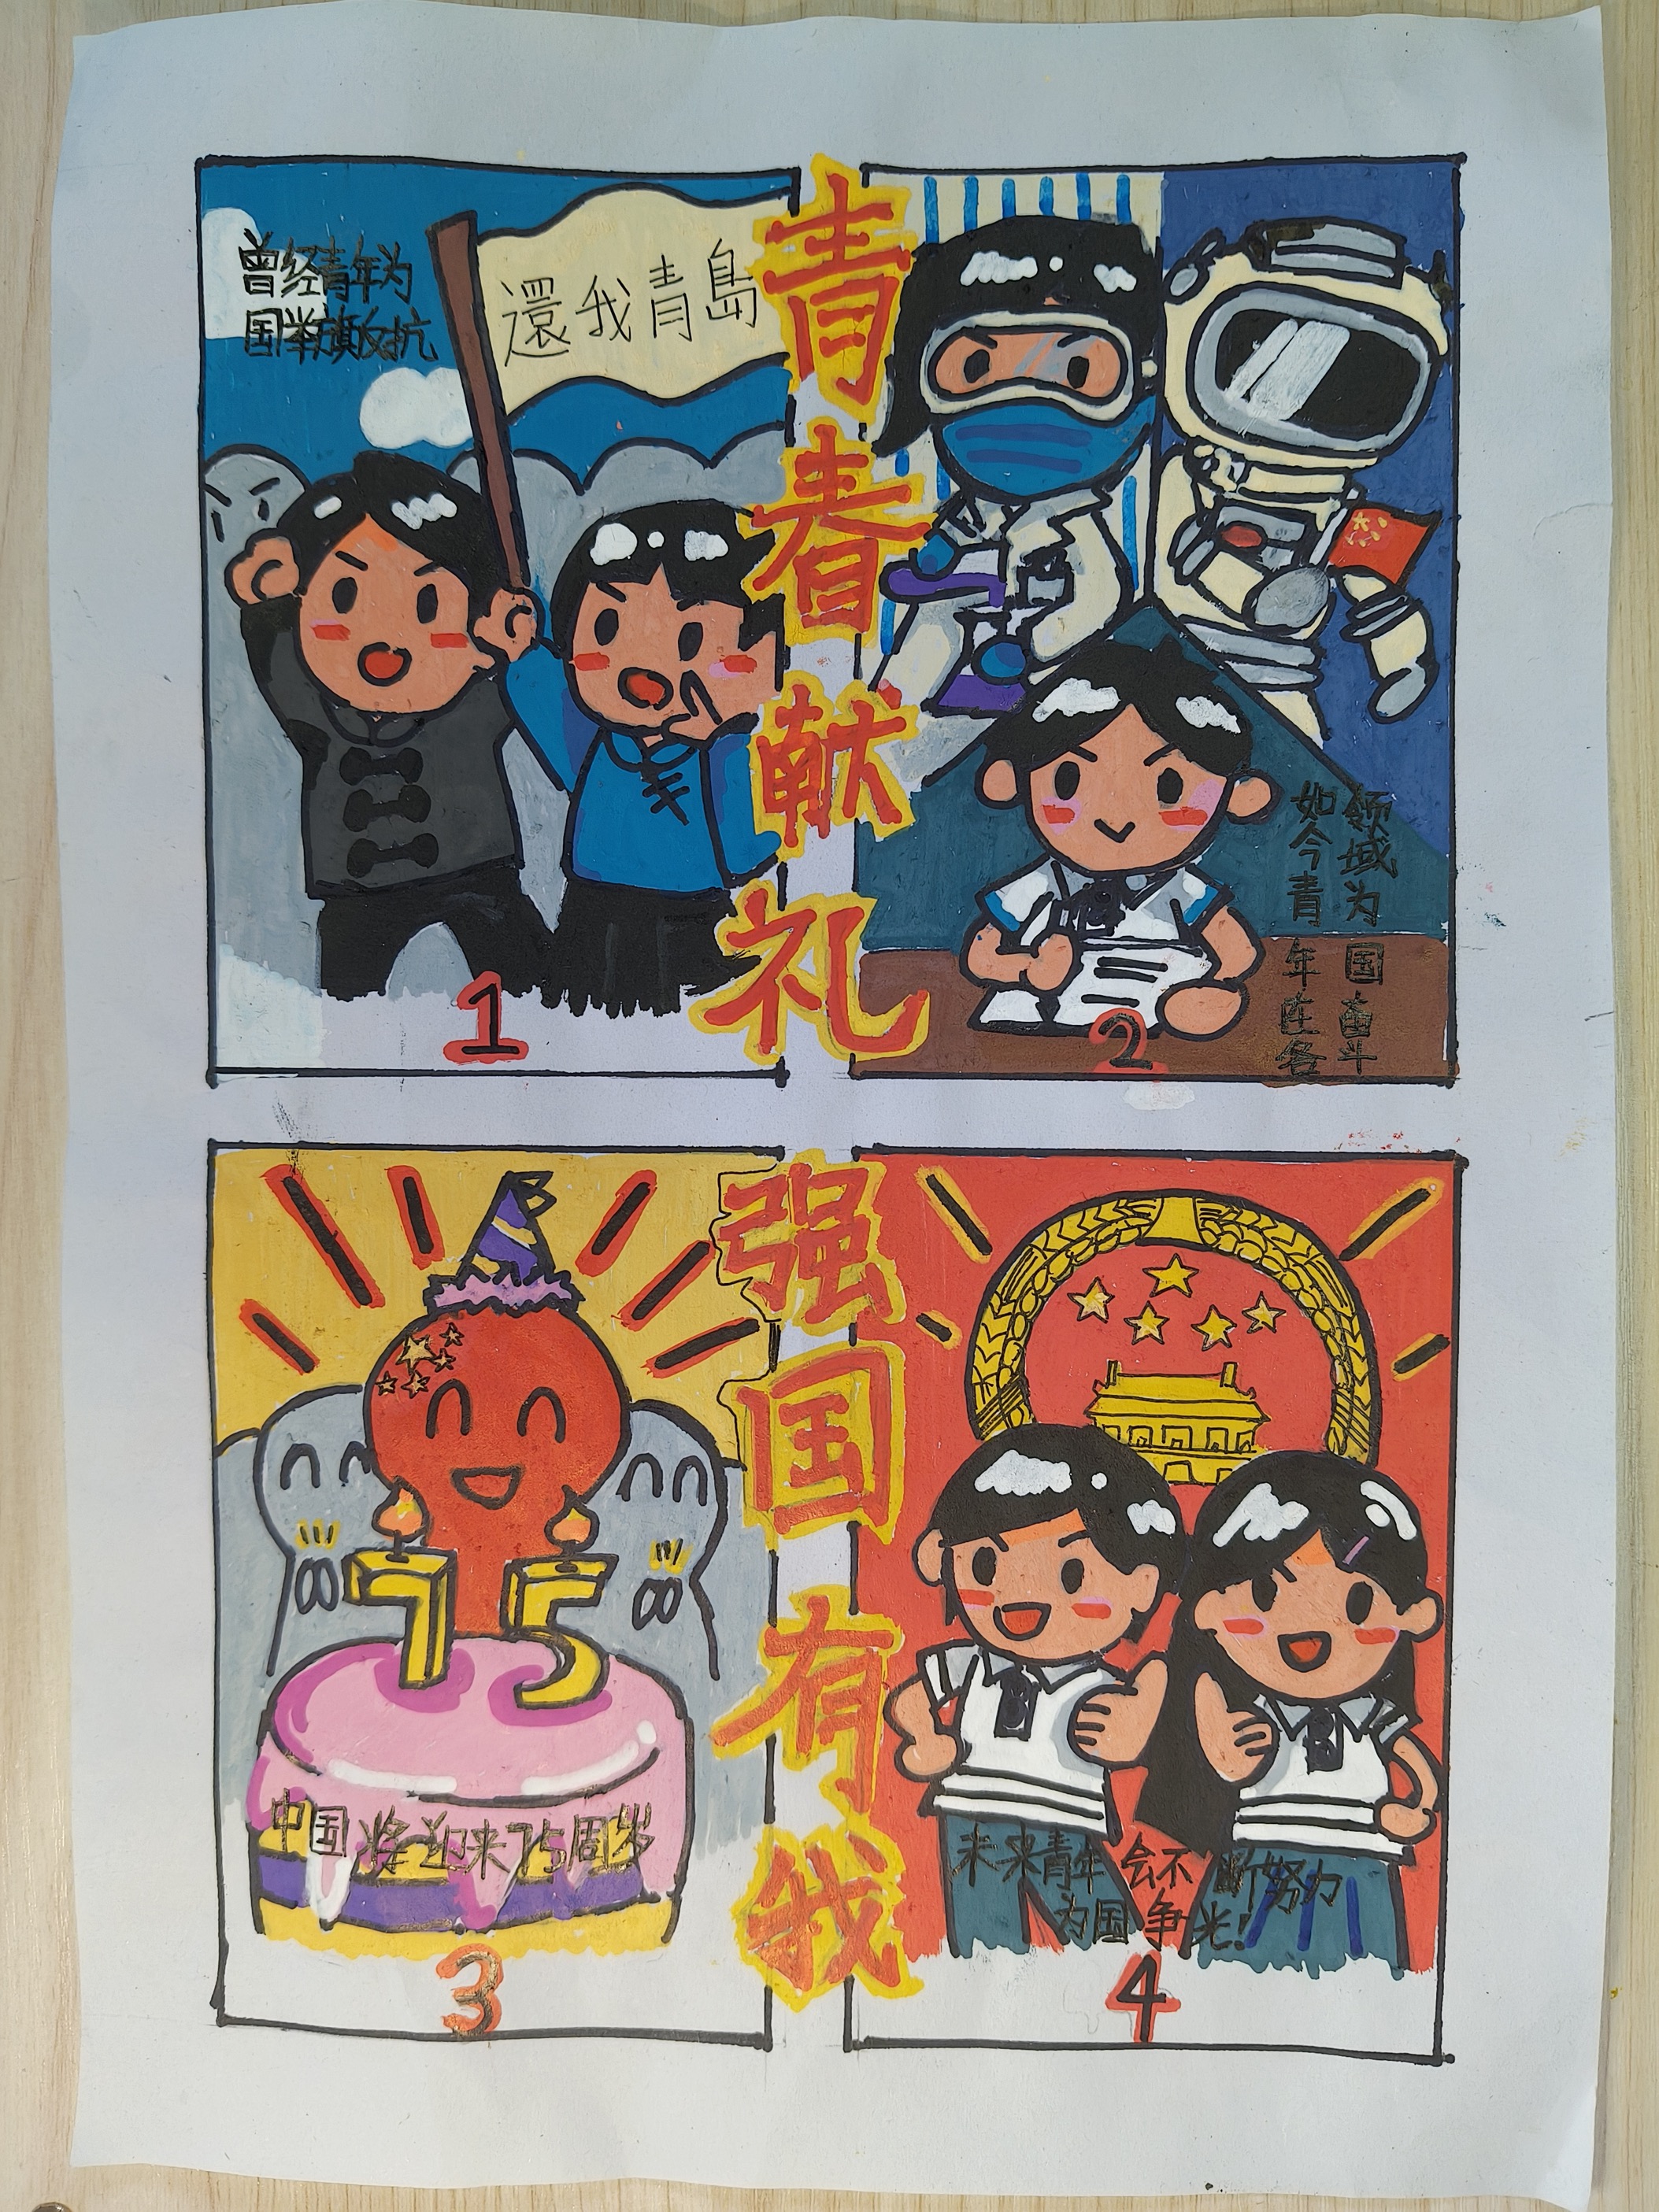 青春献礼
强国有我
曾经青年为
国举旗反抗
還我青島
1
如今青年在各
领域为国奋斗
2
75
中国将迎来75周岁
3
未来青年会不断努力
为国争光!
4